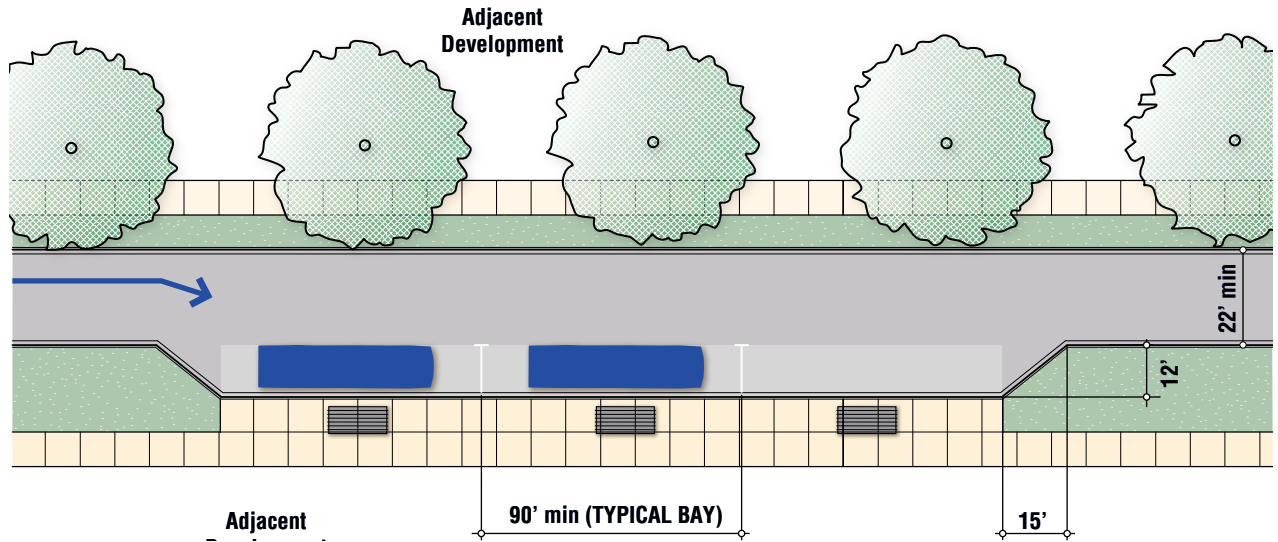 Adjacent
Development
22’ min
12’
90’ min (TYPICAL BAY)
15’
Adjacent